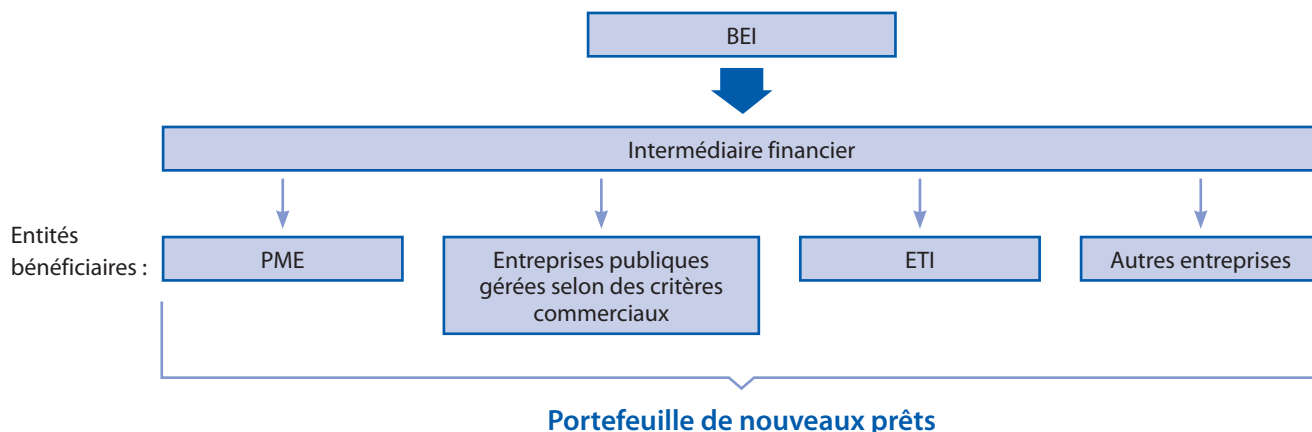 BEI
Intermédiaire financier
Entités
bénéficiaires :
PME
Entreprises publiques
gérées selon des critères
commerciaux
ETI
Autres entreprises
Portefeuille de nouveaux prêts